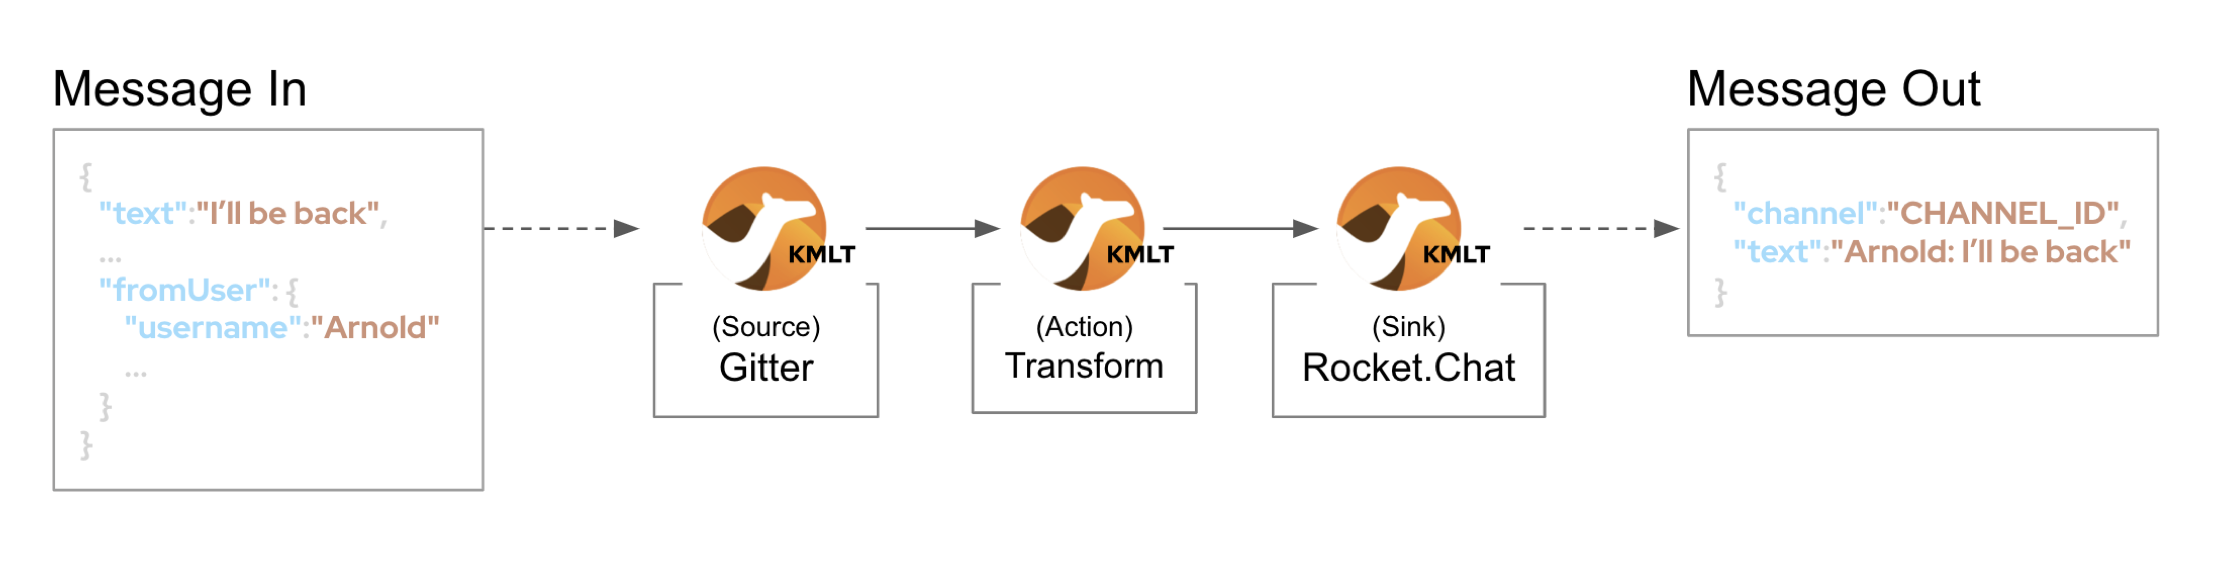 Message In
{
"text":"I’ll be back",
...
"fromUser": {
"username":"Arnold"
...
}
}
KMLT
(Source)
Gitter
KMLT
(Action)
Transform
KMLT
(Sink)
Rocket.Chat
Message Out
{
"channel":"CHANNEL_ID",
"text":"Arnold: I’ll be back"
}